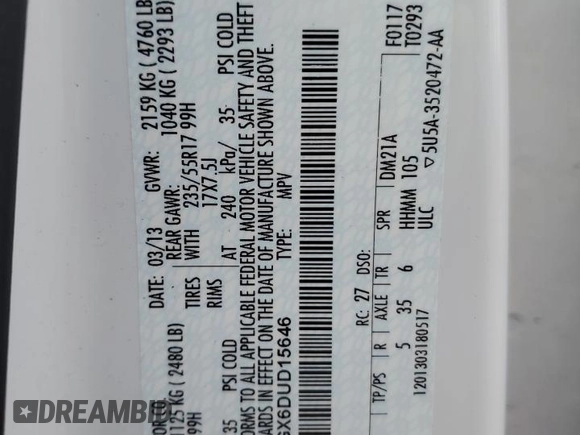 DATE: 03/13 GVWR: 2159 KG ( 4760 LB
1125 KG ( 2480 LB) REAR GAWR: 1040 KG ( 2293 LB)
99H TIRES WITH 235/55R17 99H
RIMS 17X7.5J
35 PSI COLD AT 240 kPa/ 35 PSI COLD
ORMS TO ALL APPLICABLE FEDERAL MOTOR VEHICLE SAFETY AND THEFT
ARDS IN EFFECT ON THE DATE OF MANUFACTURE SHOWN ABOVE.
GX6DUD15646 TYPE: MPV
F0117
T0293
RC: 27 DSO:
TP/PS R AXLE TR SPR DM21A
5 35 6 HHMM 105
ULC ▽5U5A-3520472-AA
1201303180517
DREAMBID